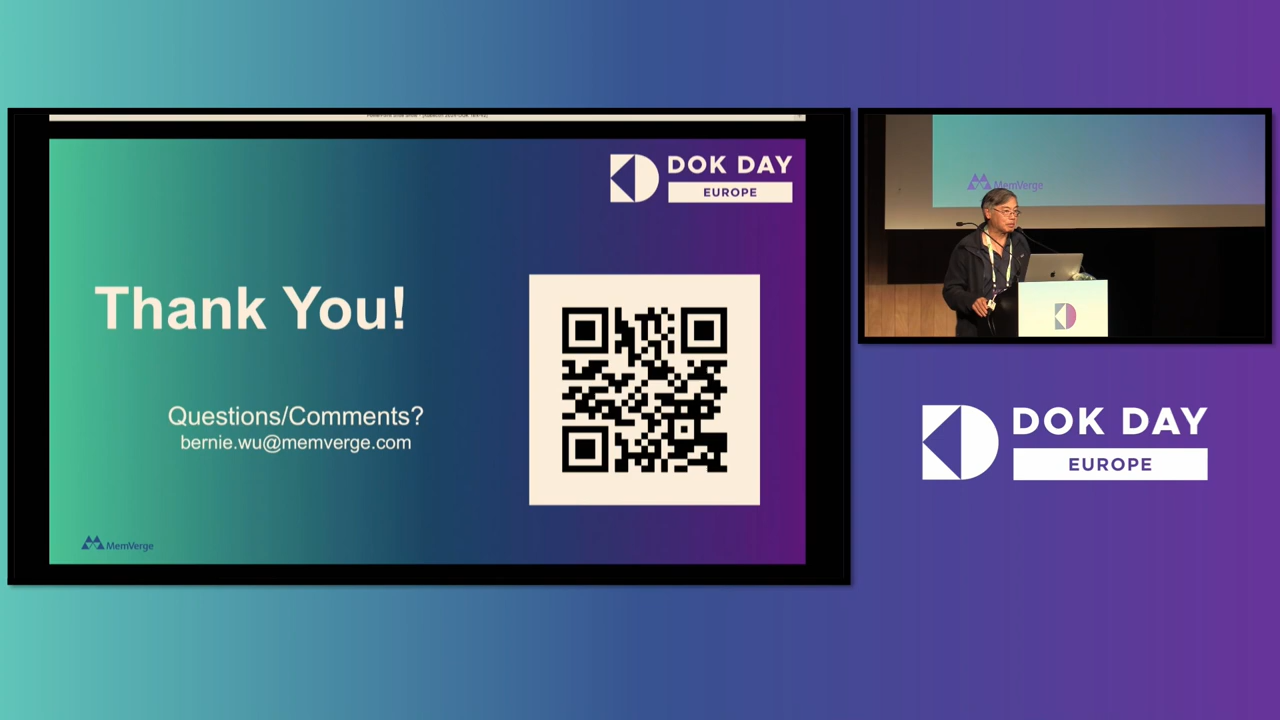 DOK DAY
EUROPE
Thank You!
Questions/Comments?
bernie.wu@memverge.com
MemVerge
MemVerge
DOK DAY
EUROPE